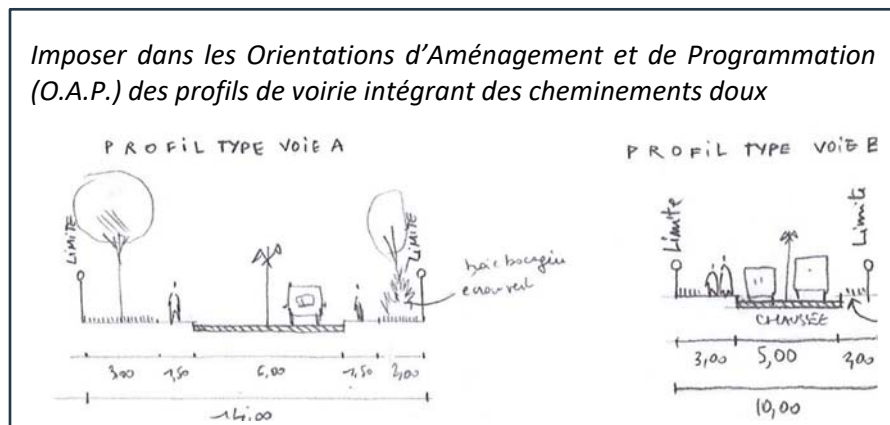 Imposer dans les Orientations d’Aménagement et de Programmation
(O.A.P.) des profils de voirie intégrant des cheminements doux
PROFiL TYPE VOiE A
LIMITE
LIMITE
haie bocagère
3,00
1,50
6,00
1,50
2,00
14,00
PROFiL TYPE VOiE B
Limite
Limite
CHAUSSÉE
3,00
5,00
2,00
10,00